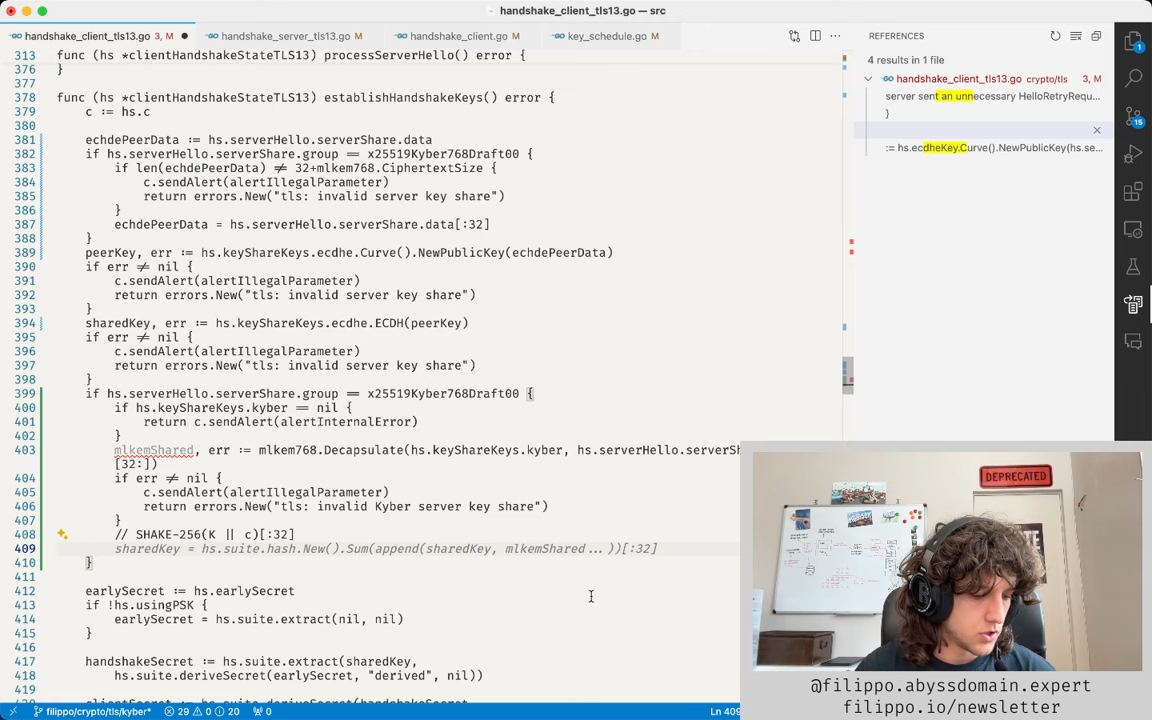 handshake_client_tls13.go — src
handshake_client_tls13.go 3, M
handshake_server_tls13.go M
handshake_client.go M
key_schedule.go M
313 func (hs *clientHandshakeStateTLS13) processServerHello() error {
376 }
377
378 func (hs *clientHandshakeStateTLS13) establishHandshakeKeys() error {
379 c := hs.c
380
381 echdePeerData := hs.serverHello.serverShare.data
382 if hs.serverHello.serverShare.group == x25519Kyber768Draft00 {
383 if len(echdePeerData) != 32+mlkem768.CiphertextSize {
384 c.sendAlert(alertIllegalParameter)
385 return errors.New("tls: invalid server key share")
386 }
387 echdePeerData = hs.serverHello.serverShare.data[:32]
388 }
389 peerKey, err := hs.keyShareKeys.ecdhe.Curve().NewPublicKey(echdePeerData)
390 if err != nil {
391 c.sendAlert(alertIllegalParameter)
392 return errors.New("tls: invalid server key share")
393 }
394 sharedKey, err := hs.keyShareKeys.ecdhe.ECDH(peerKey)
395 if err != nil {
396 c.sendAlert(alertIllegalParameter)
397 return errors.New("tls: invalid server key share")
398 }
399 if hs.serverHello.serverShare.group == x25519Kyber768Draft00 {
400 if hs.keyShareKeys.kyber == nil {
401 return c.sendAlert(alertInternalError)
402 }
403 mlkemShared, err := mlkem768.Decapsulate(hs.keyShareKeys.kyber, hs.serverHello.serverSh
[32:])
404 if err != nil {
405 c.sendAlert(alertIllegalParameter)
406 return errors.New("tls: invalid Kyber server key share")
407 }
408 // SHAKE-256(K || c)[:32]
409 sharedKey = hs.suite.hash.New().Sum(append(sharedKey, mlkemShared...))[:32]
410 }
411
412 earlySecret := hs.earlySecret
413 if !hs.usingPSK {
414 earlySecret = hs.suite.extract(nil, nil)
415 }
416
417 handshakeSecret := hs.suite.extract(sharedKey,
418 hs.suite.deriveSecret(earlySecret, "derived", nil))
419
REFERENCES
4 results in 1 file
handshake_client_tls13.go crypto/tls 3, M
server sent an unnecessary HelloRetryRequ...
}
:= hs.ecdheKey.Curve().NewPublicKey(hs.se...
1
15
DEPRECATED
@filippo.abyssdomain.expert
filippo.io/newsletter
filippo/crypto/tls/kyber* 29 0 20 0
Ln 409